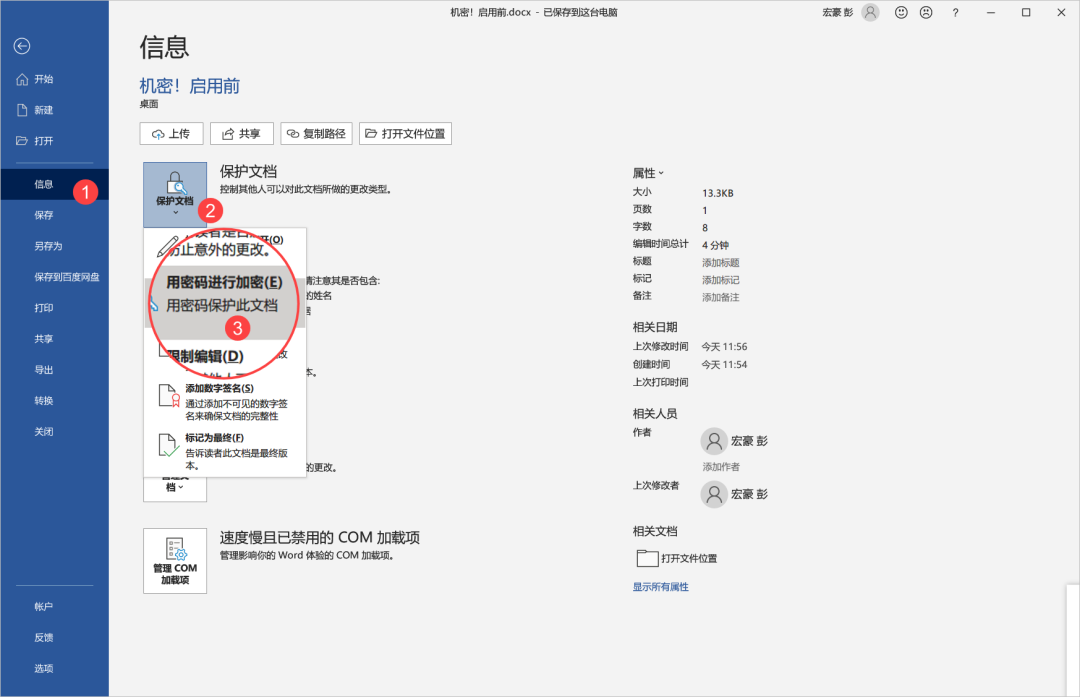 机密！启用前.docx - 已保存到这台电脑
宏豪 彭
?
开始
新建
打开
信息
1
保存
另存为
保存到百度网盘
打印
共享
导出
转换
关闭
帐户
反馈
选项
信息
机密！启用前
桌面
上传
共享
复制路径
打开文件位置
保护文档
保护文档
控制其他人可以对此文档所做的更改类型。
2
(O)
防止意外的更改。
用密码进行加密(E)
用密码保护此文档
3
限制编辑(D)
添加数字签名(S)
通过添加不可见的数字签
名来确保文档的完整性
标记为最终(F)
告诉读者此文档是最终版
本。
请注意其是否包含:
的姓名
本。
的更改。
档
管理 COM
加载项
速度慢且已禁用的 COM 加载项
管理影响你的 Word 体验的 COM 加载项。
属性
大小 13.3KB
页数 1
字数 8
编辑时间总计 4 分钟
标题 添加标题
标记 添加标记
备注 添加备注
相关日期
上次修改时间 今天 11:56
创建时间 今天 11:54
上次打印时间
相关人员
作者
宏豪 彭
添加作者
上次修改者
宏豪 彭
相关文档
打开文件位置
显示所有属性